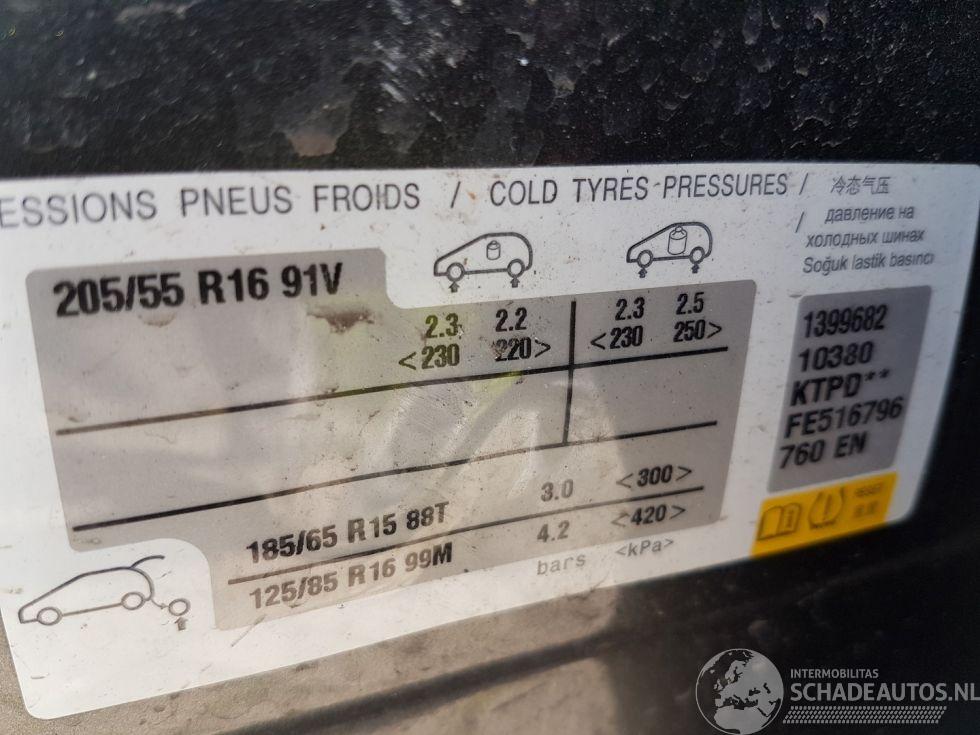 ESSIONS PNEUS FROIDS / COLD TYRES PRESSURES / 冷态气压
/ давление на
холодных шинах
Soğuk lastik basıncı
205/55 R16 91V
2.3 2.2 2.3 2.5
<230 220> <230 250>
185/65 R15 88T 3.0 <300>
125/85 R16 99M 4.2 <420>
bars <kPa>
1399682
10380
KTPD**
FE516796
760 EN
INTERMOBILITAS
SCHADEAUTOS.NL